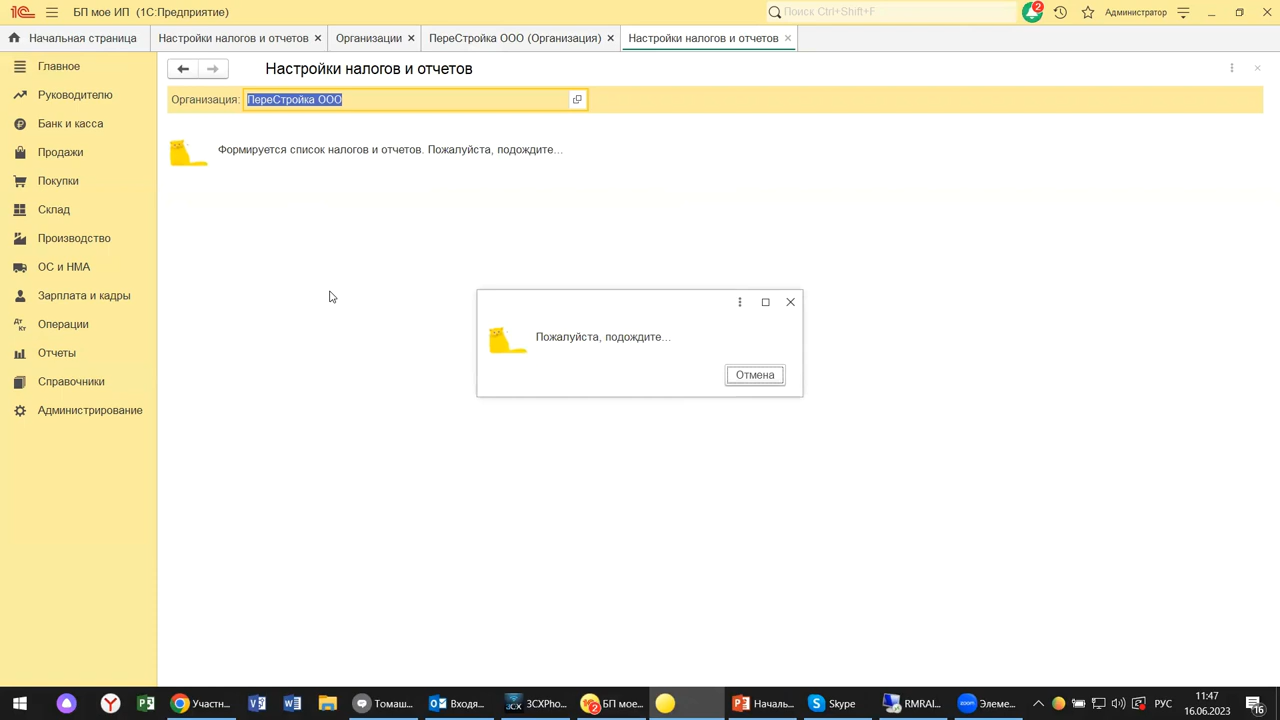 БП мое ИП (1С:Предприятие)
Поиск Ctrl+Shift+F
2
Администратор
Начальная страница
Настройки налогов и отчетов
Организации
ПереСтройка ООО (Организация)
Настройки налогов и отчетов
Главное
Руководителю
Банк и касса
Продажи
Покупки
Склад
Производство
ОС и НМА
Зарплата и кадры
Операции
Отчеты
Справочники
Администрирование
Настройки налогов и отчетов
Организация: ПереСтройка ООО
Формируется список налогов и отчетов. Пожалуйста, подождите...
Пожалуйста, подождите...
Отмена
Участн...
Томаш...
Входя...
3CXPho...
БП мое...
Началь...
Skype
RMRAI...
Элеме...
РУС
11:47
16.06.2023
16